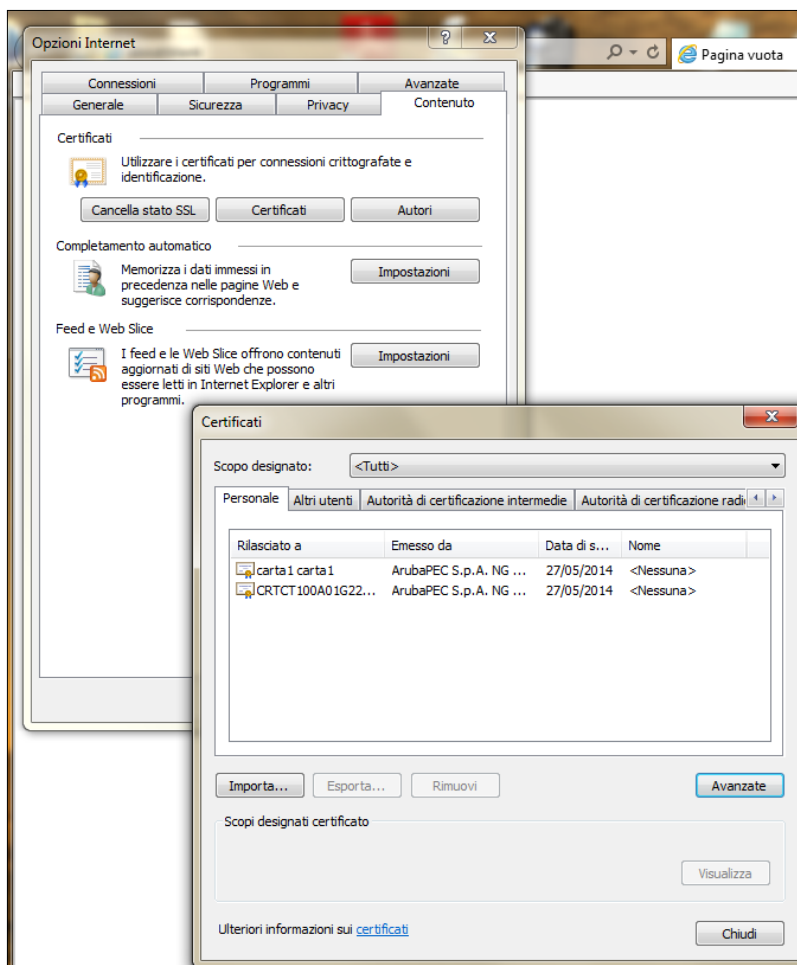 Opzioni Internet
Pagina vuota
Connessioni Programmi Avanzate
Generale Sicurezza Privacy Contenuto
Certificati
Utilizzare i certificati per connessioni crittografate e
identificazione.
Cancella stato SSL Certificati Autori
Completamento automatico
Memorizza i dati immessi in
precedenza nelle pagine Web e
suggerisce corrispondenze.
Impostazioni
Feed e Web Slice
I feed e le Web Slice offrono contenuti
aggiornati di siti Web che possono
essere letti in Internet Explorer e altri
programmi.
Impostazioni
Certificati
Scopo designato: <Tutti>
Personale Altri utenti Autorità di certificazione intermedie Autorità di certificazione radi
Rilasciato a Emesso da Data di s... Nome
carta1 carta1 ArubaPEC S.p.A. NG ... 27/05/2014 <Nessuna>
CRTCT100A01G22... ArubaPEC S.p.A. NG ... 27/05/2014 <Nessuna>
Importa... Esporta... Rimuovi Avanzate
Scopi designati certificato
Visualizza
Ulteriori informazioni sui certificati
Chiudi